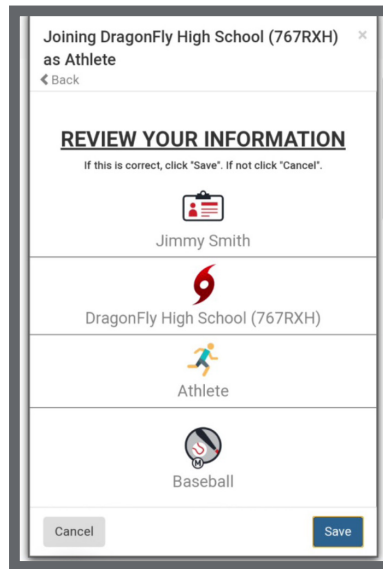 Joining DragonFly High School (767RXH)
as Athlete
×
Back
REVIEW YOUR INFORMATION
If this is correct, click "Save". If not click "Cancel".
Jimmy Smith
DragonFly High School (767RXH)
Athlete
M
Baseball
Cancel
Save